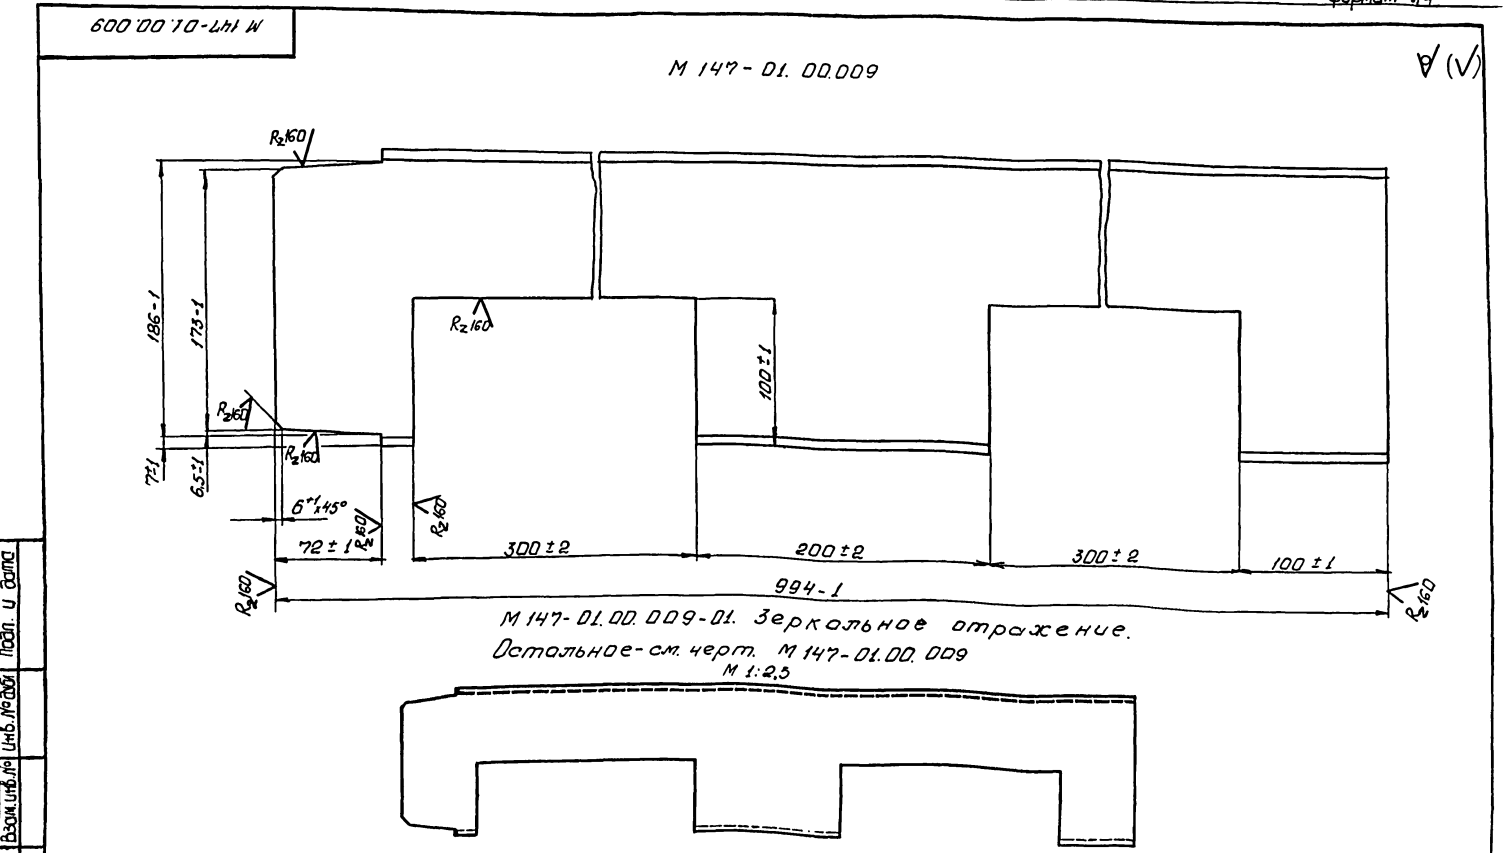 М 147-01.00.009
М 147-01.00.009
(√)
Rz160
186-1
173-1
Rz160
100±1
Rz160
Rz160
7±1
6,5±1
6+1x45°
Rz160
Rz160
72±1
300±2
200±2
300±2
100±1
Rz160
994-1
Rz160
М 147-01.00.009-01. Зеркальное отражение.
Остальное-см. черт. М 147-01.00.009
М 1:2,5
Подп. и дата
Инв. № дубл
Взам. инв. №